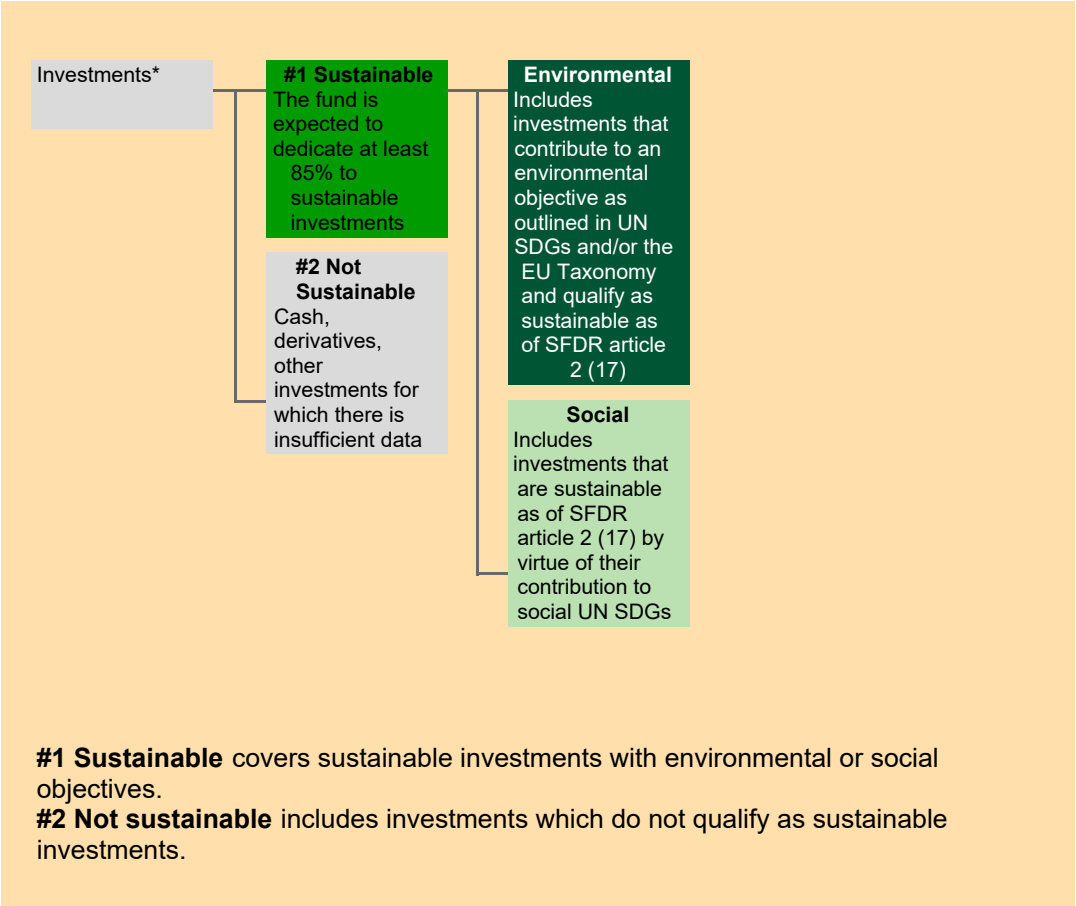 Investments*
#1 Sustainable
The fund is
expected to
dedicate at least
85% to
sustainable
investments
#2 Not
Sustainable
Cash,
derivatives,
other
investments for
which there is
insufficient data
Environmental
Includes
investments that
contribute to an
environmental
objective as
outlined in UN
SDGs and/or the
EU Taxonomy
and qualify as
sustainable as
of SFDR article
2 (17)
Social
Includes
investments that
are sustainable
as of SFDR
article 2 (17) by
virtue of their
contribution to
social UN SDGs
#1 Sustainable covers sustainable investments with environmental or social
objectives.
#2 Not sustainable includes investments which do not qualify as sustainable
investments.